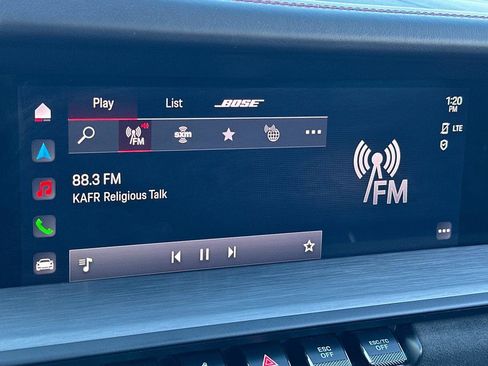 Play List BOSE
1:20
PM
FM sxm
LTE
88.3 FM
KAFR Religious Talk
FM
ESC
OFF
ESC/TC
OFF